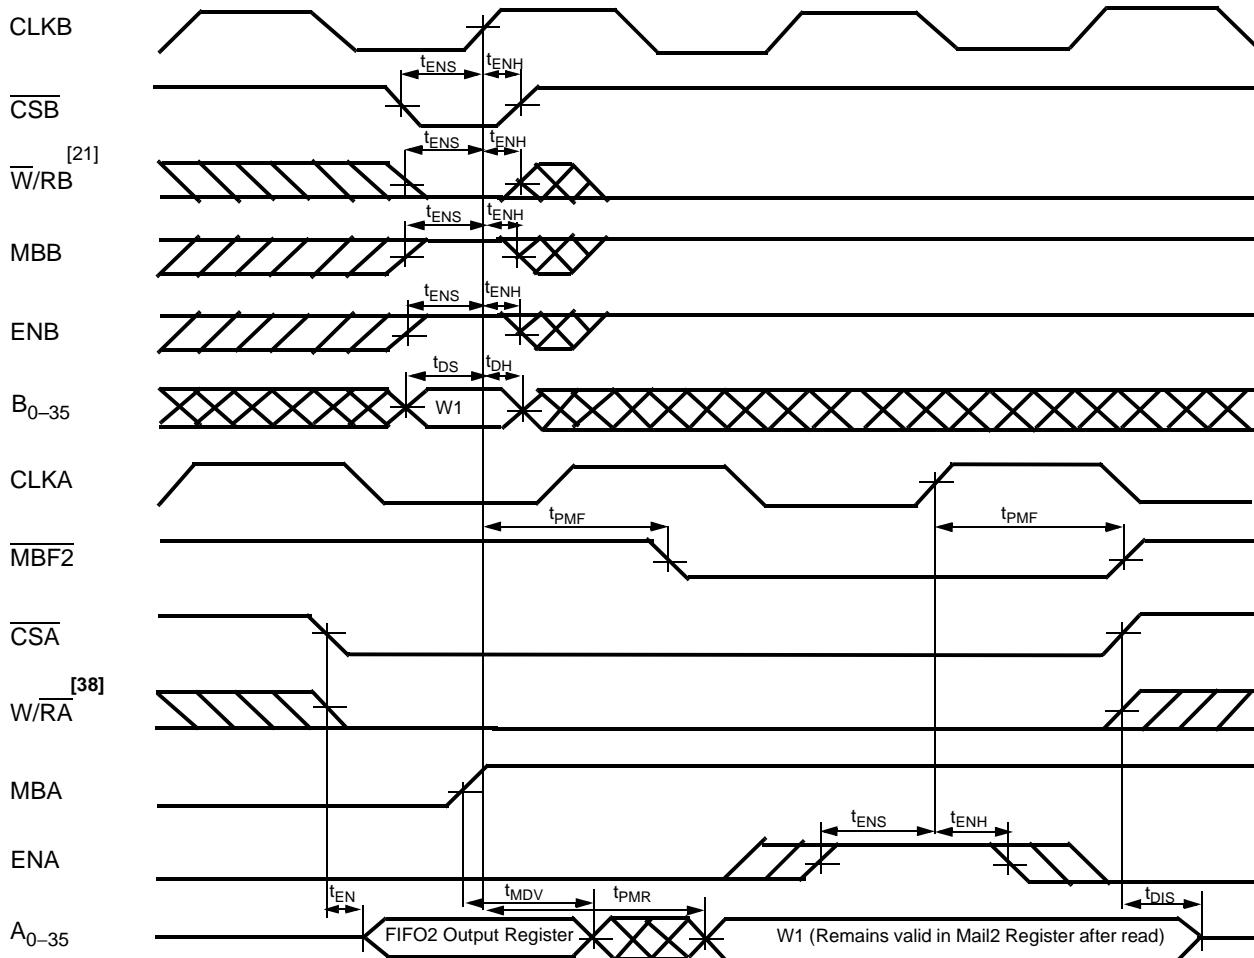 CLKB
tENS tENH
CSB
[21]
tENS tENH
W/RB
tENS tENH
MBB
tENS tENH
ENB
tDS tDH
B0–35
W1
CLKA
tPMF tPMF
MBF2
CSA
[38]
W/RA
MBA
tENS tENH
ENA
tEN tMDV tPMR tDIS
A0–35
FIFO2 Output Register
W1 (Remains valid in Mail2 Register after read)